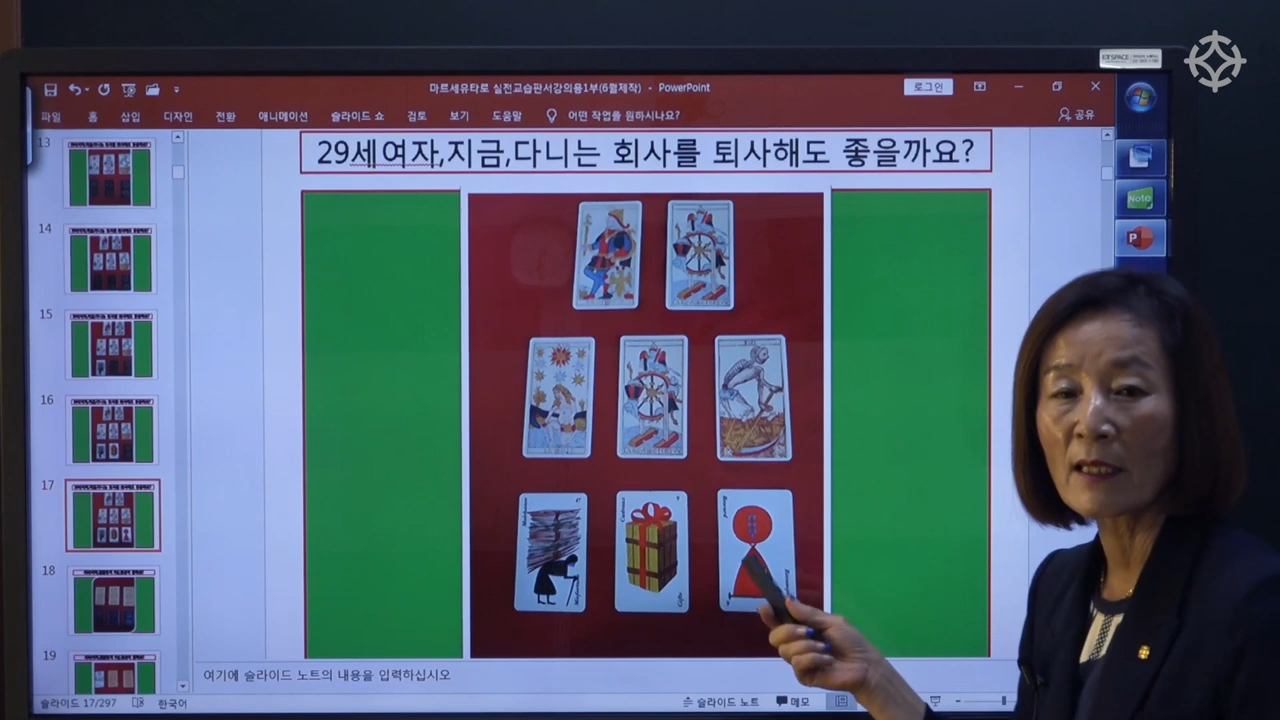 마르세유타로 실전교습판서강의용1부(6월제작) - PowerPoint
로그인
파일 홈 삽입 디자인 전환 애니메이션 슬라이드 쇼 검토 보기 도움말 어떤 작업을 원하시나요? 공유
29세여자,지금,다니는 회사를 퇴사해도 좋을까요?
13
14
15
16
17
18
19
Note
P
Gifts
여기에 슬라이드 노트의 내용을 입력하십시오
슬라이드 17/297 한국어 슬라이드 노트 메모